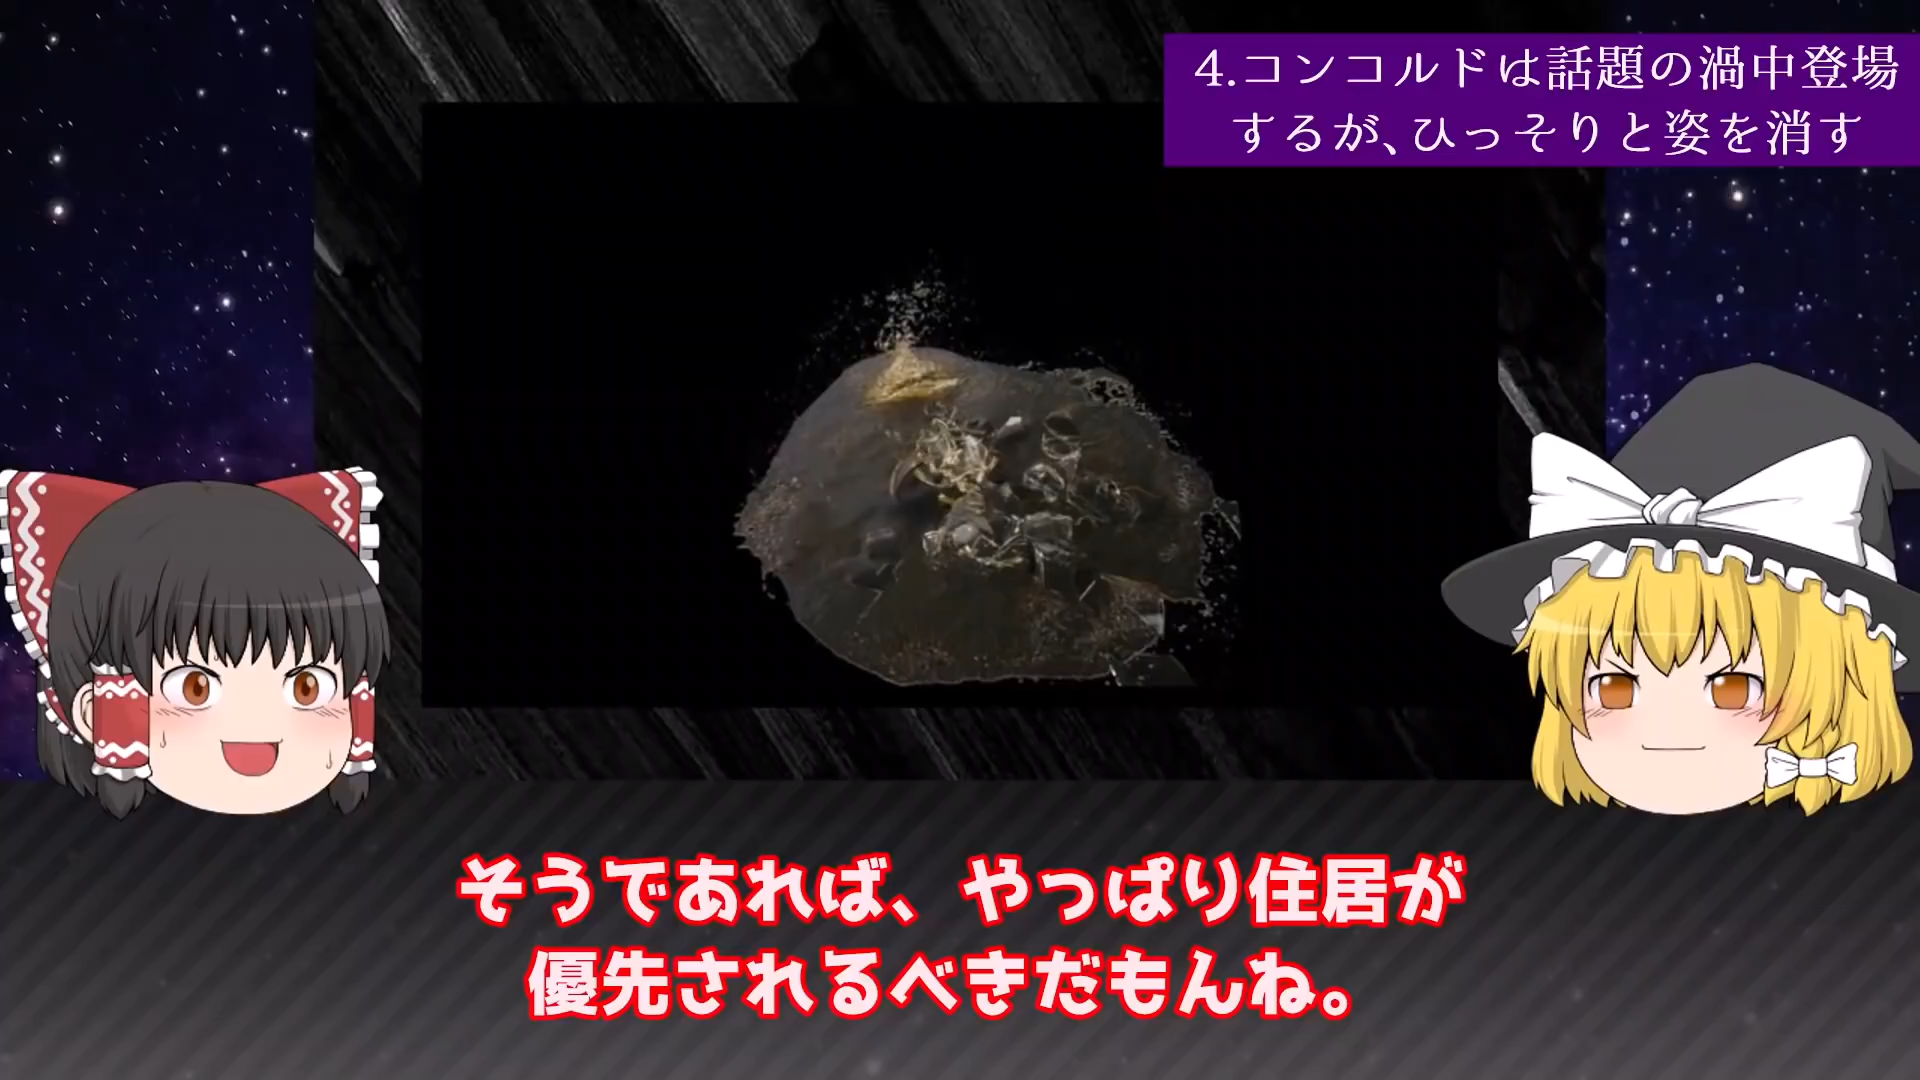 4.コンコルドは話題の渦中登場
するが、ひっそりと姿を消す
そうであれば、やっぱり住居が
優先されるべきだもんね。